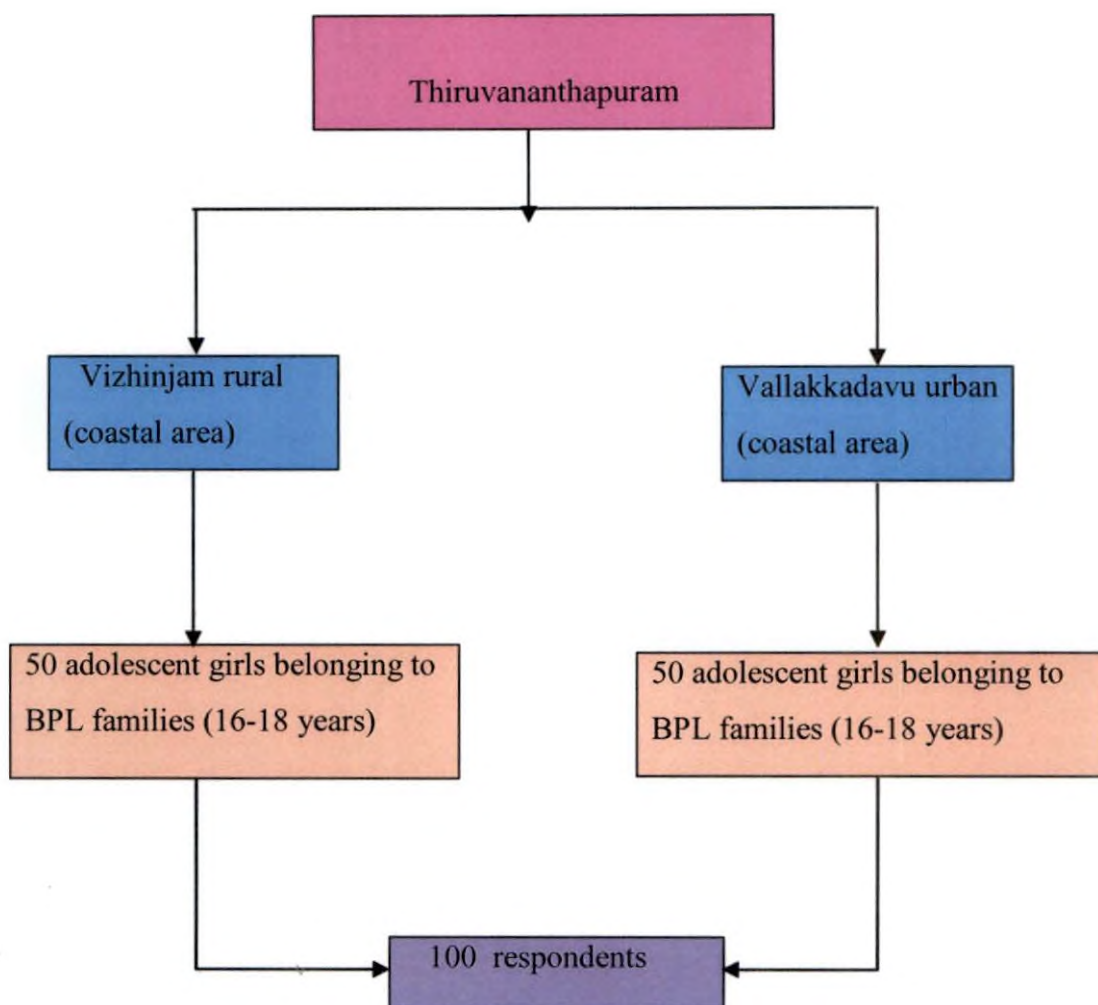 Thiruvananthapuram
Vizhinjam rural
(coastal area)
Vallakkadavu urban
(coastal area)
50 adolescent girls belonging to
BPL families (16-18 years)
50 adolescent girls belonging to
BPL families (16-18 years)
100 respondents